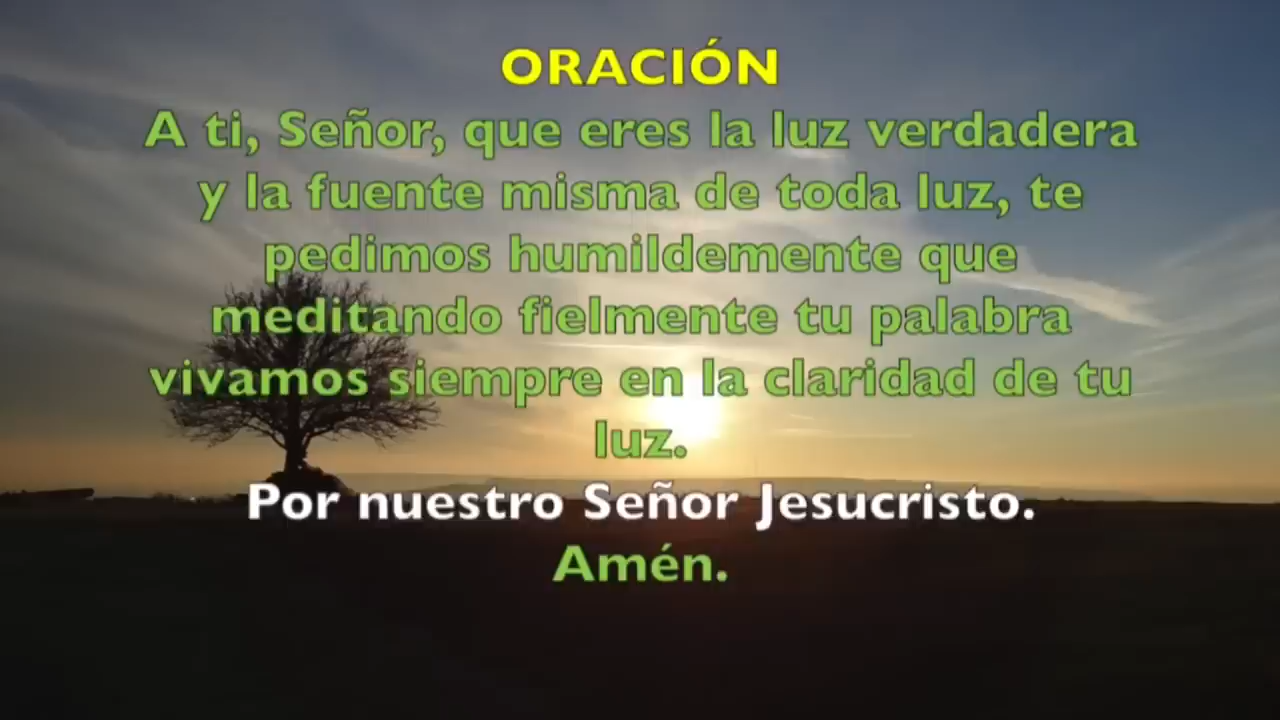 ORACIÓN
A ti, Señor, que eres la luz verdadera
y la fuente misma de toda luz, te
pedimos humildemente que
meditando fielmente tu palabra
vivamos siempre en la claridad de tu
luz.
Por nuestro Señor Jesucristo.
Amén.